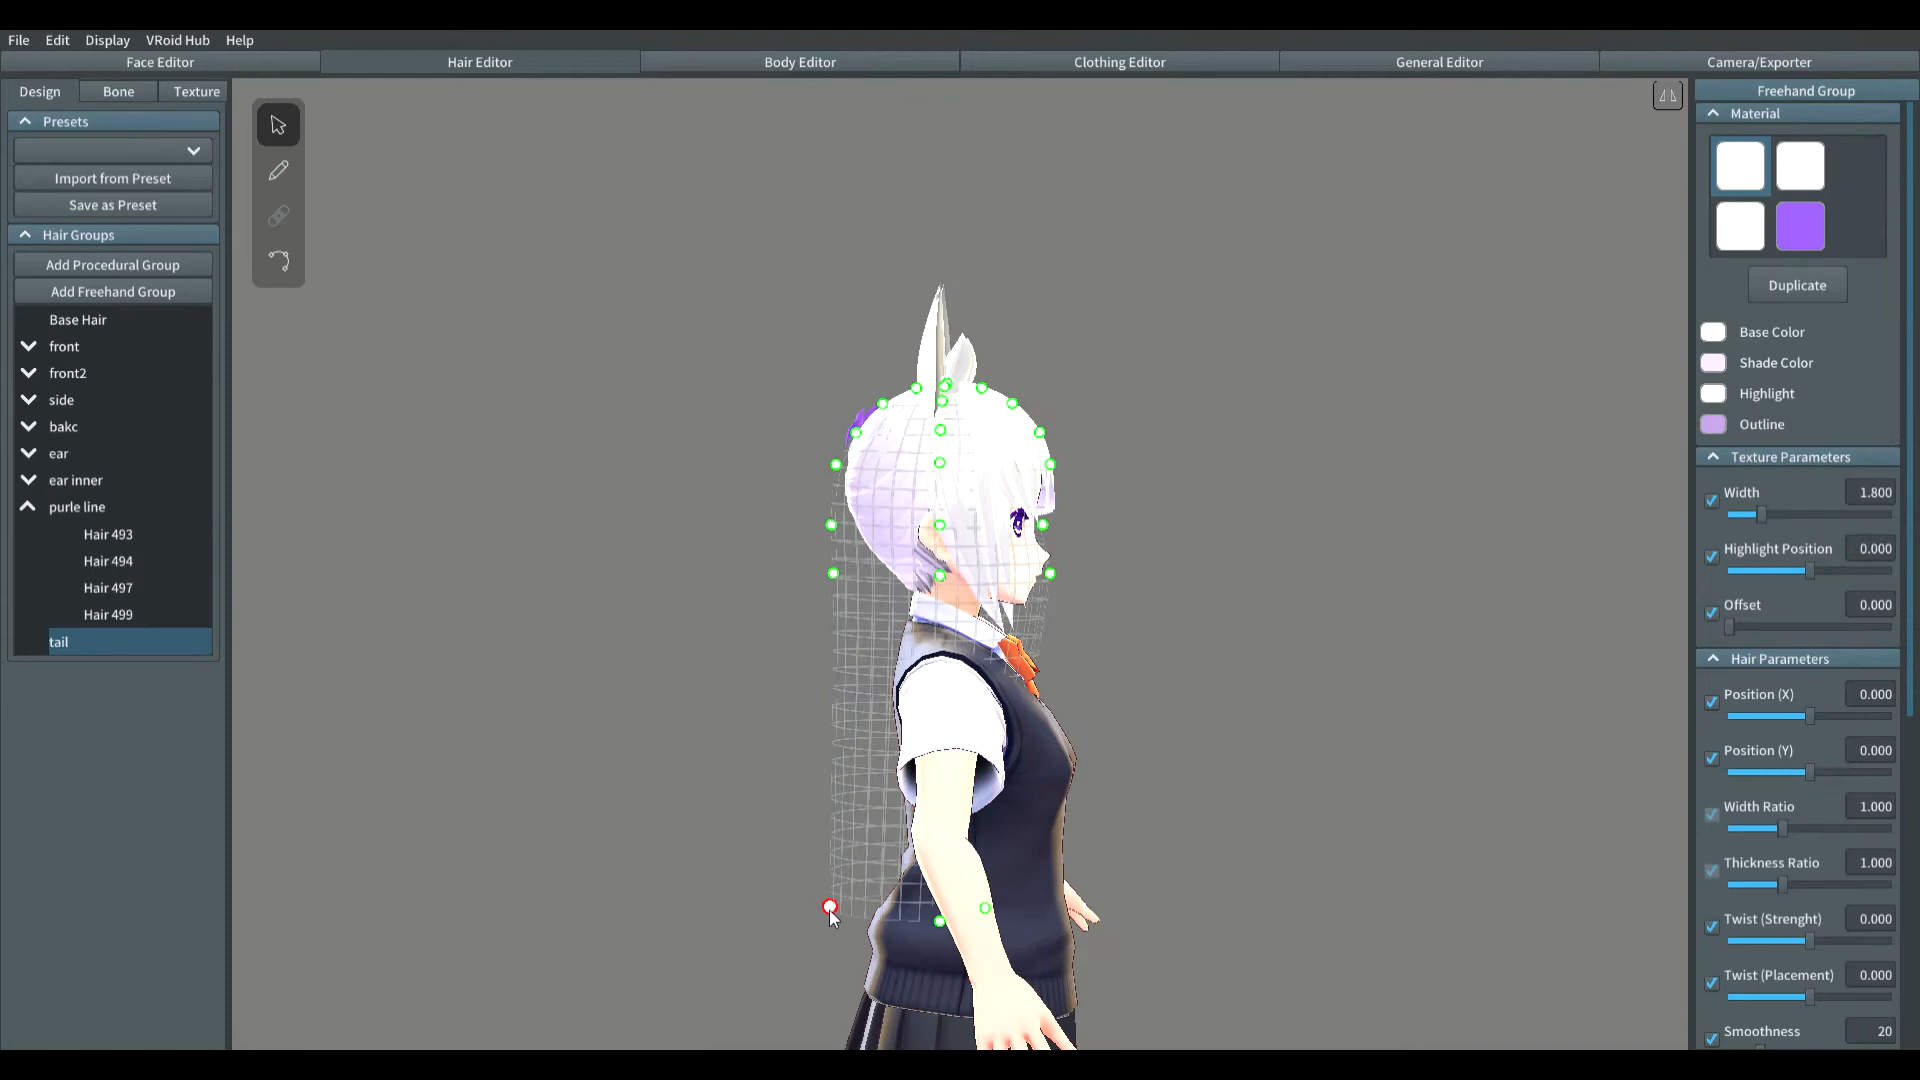 File Edit Display VRoid Hub Help
Face Editor Hair Editor Body Editor Clothing Editor General Editor Camera/Exporter
Design Bone Texture
Presets
Import from Preset
Save as Preset
Hair Groups
Add Procedural Group
Add Freehand Group
Base Hair
front
front2
side
bakc
ear
ear inner
purle line
Hair 493
Hair 494
Hair 497
Hair 499
tail
Freehand Group
Material
Duplicate
Base Color
Shade Color
Highlight
Outline
Texture Parameters
Width 1.800
Highlight Position 0.000
Offset 0.000
Hair Parameters
Position (X) 0.000
Position (Y) 0.000
Width Ratio 1.000
Thickness Ratio 1.000
Twist (Strenght) 0.000
Twist (Placement) 0.000
Smoothness 20